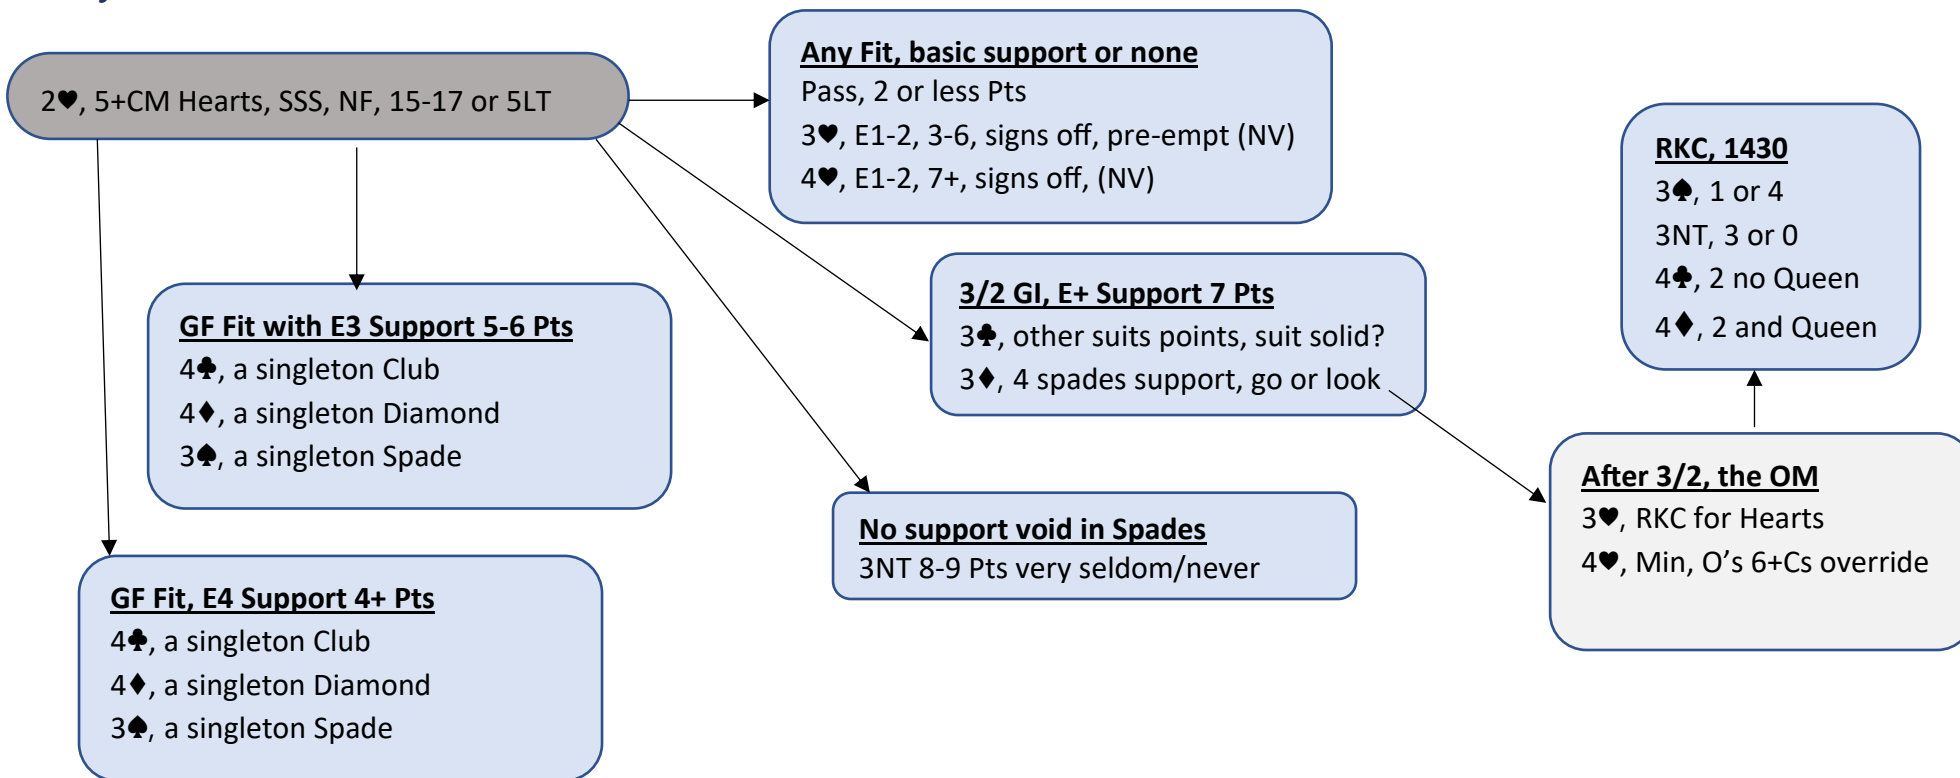 2♥, 5+CM Hearts, SSS, NF, 15-17 or 5LT
Any Fit, basic support or none
Pass, 2 or less Pts
3♥, E1-2, 3-6, signs off, pre-empt (NV)
4♥, E1-2, 7+, signs off, (NV)
RKC, 1430
3♠, 1 or 4
3NT, 3 or 0
4♣, 2 no Queen
4♦, 2 and Queen
3/2 GI, E+ Support 7 Pts
3♣, other suits points, suit solid?
3♦, 4 spades support, go or look
GF Fit with E3 Support 5-6 Pts
4♣, a singleton Club
4♦, a singleton Diamond
3♠, a singleton Spade
After 3/2, the OM
3♥, RKC for Hearts
4♥, Min, O’s 6+Cs override
No support void in Spades
3NT 8-9 Pts very seldom/never
GF Fit, E4 Support 4+ Pts
4♣, a singleton Club
4♦, a singleton Diamond
3♠, a singleton Spade